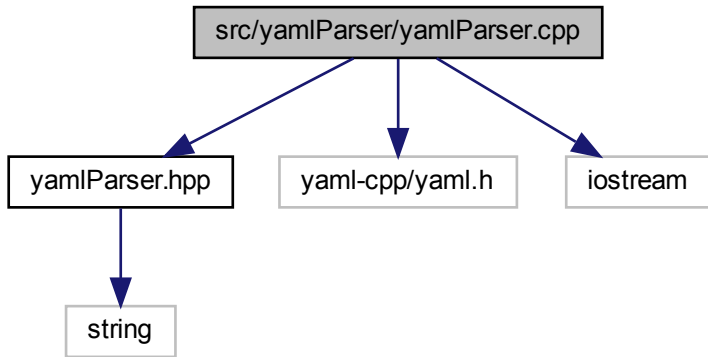 src/yamlParser/yamlParser.cpp
yamlParser.hpp
yaml-cpp/yaml.h
iostream
string